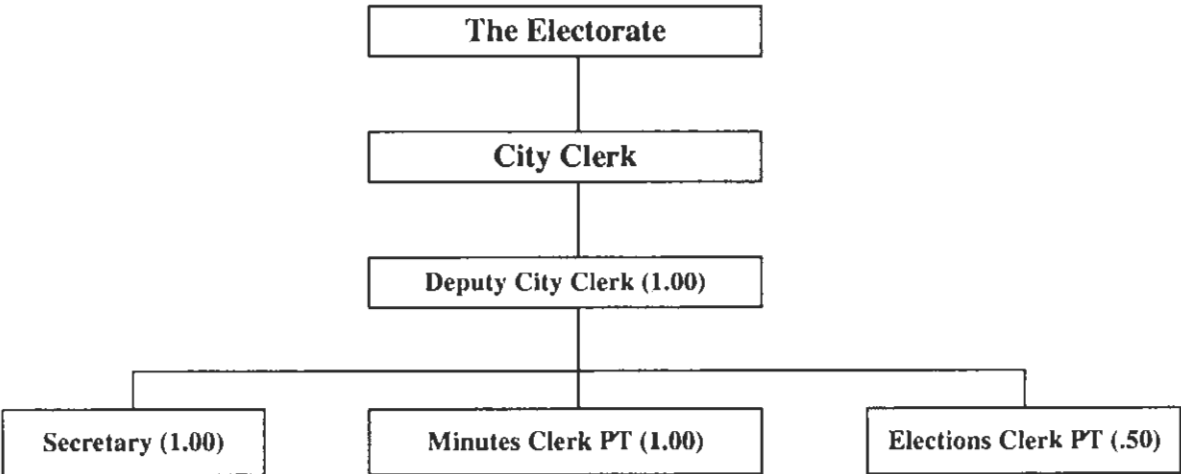 The Electorate
City Clerk
Deputy City Clerk (1.00)
Secretary (1.00)
Minutes Clerk PT (1.00)
Elections Clerk PT (.50)